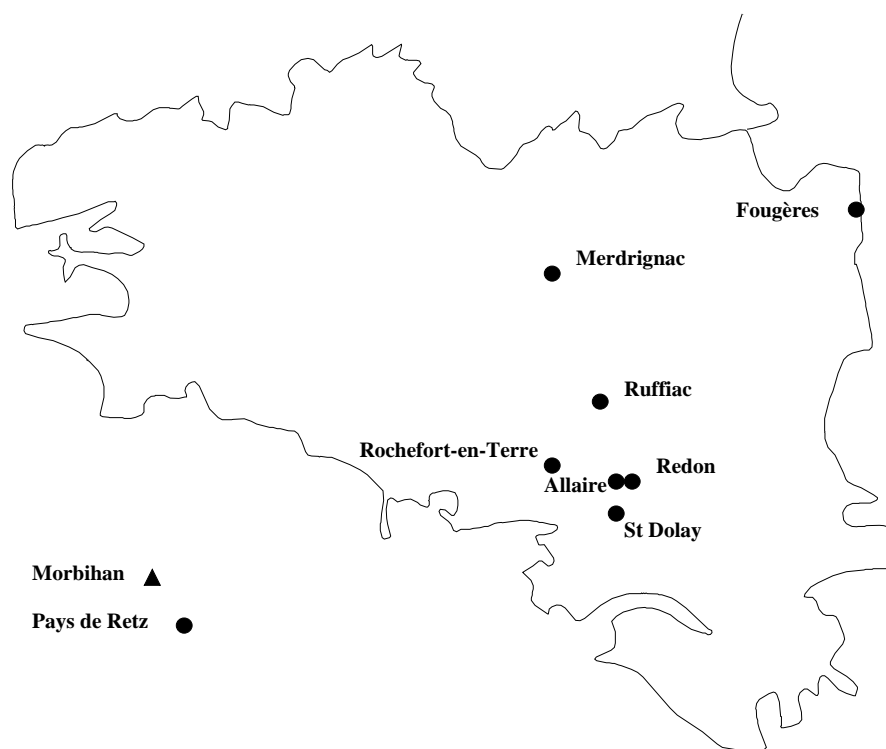 Fougères
Merdrignac
Ruffiac
Rochefort-en-Terre
Redon
Allaire
St Dolay
Morbihan
Pays de Retz